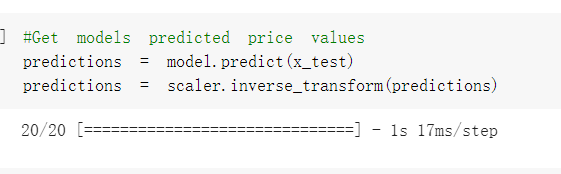 ] #Get models predicted price values
predictions = model.predict(x_test)
predictions = scaler.inverse_transform(predictions)
20/20 [==============================] - 1s 17ms/step